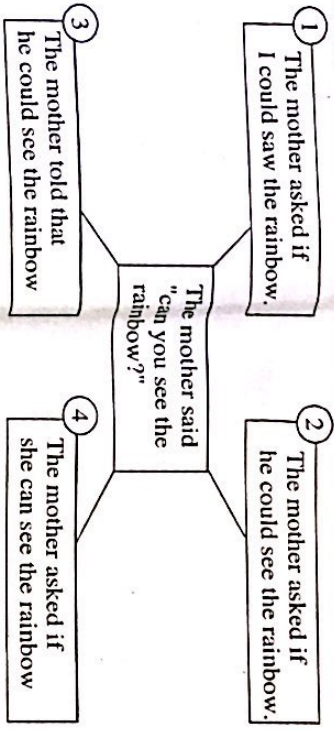 1
The mother asked if
I could saw the rainbow.
2
The mother asked if
he could see the rainbow.
The mother said
"can you see the
rainbow?"
3
The mother told that
he could see the rainbow
4
The mother asked if
she can see the rainbow